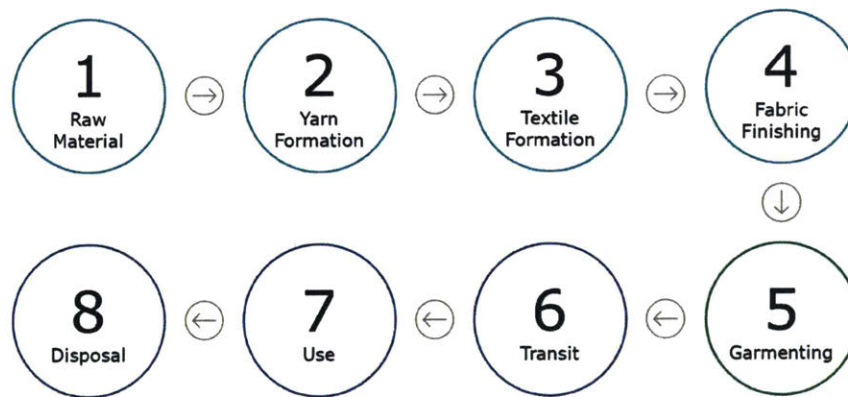 1
Raw
Material
2
Yarn
Formation
3
Textile
Formation
4
Fabric
Finishing
5
Garmenting
6
Transit
7
Use
8
Disposal